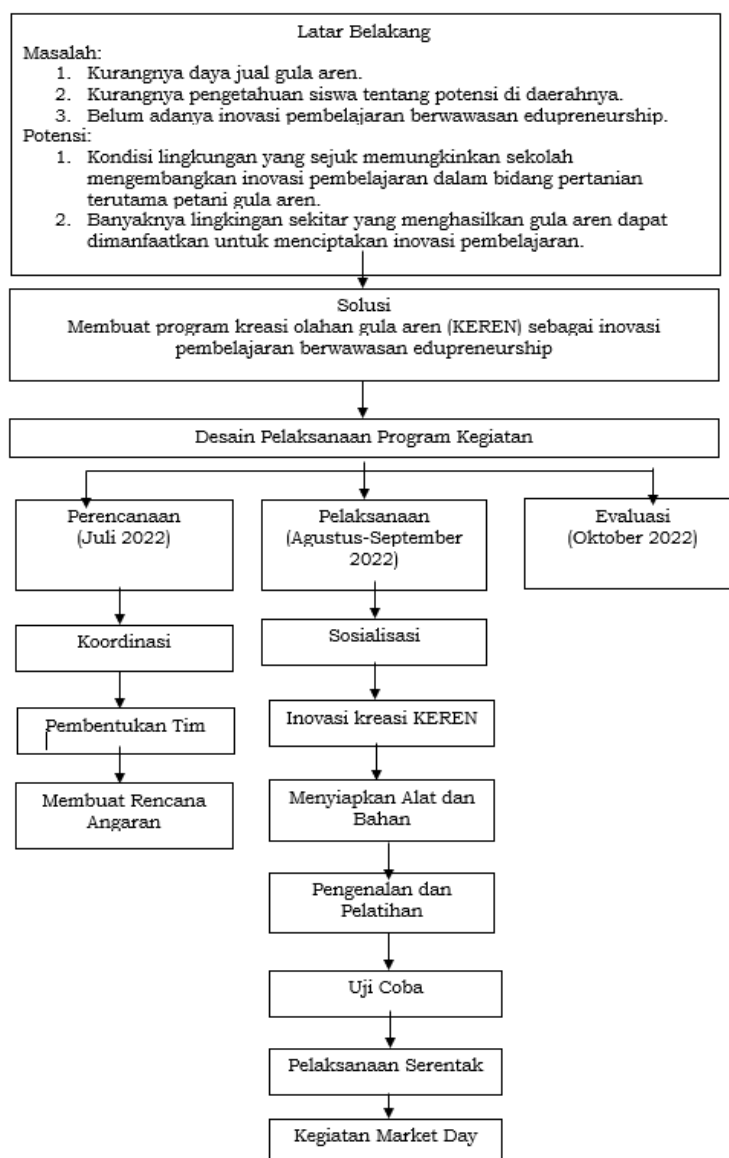 Latar Belakang
Masalah:
1. Kurangnya daya jual gula aren.
2. Kurangnya pengetahuan siswa tentang potensi di daerahnya.
3. Belum adanya inovasi pembelajaran berwawasan edupreneurship.
Potensi:
1. Kondisi lingkungan yang sejuk memungkinkan sekolah
mengembangkan inovasi pembelajaran dalam bidang pertanian
terutama petani gula aren.
2. Banyaknya lingkingan sekitar yang menghasilkan gula aren dapat
dimanfaatkan untuk menciptakan inovasi pembelajaran.
Solusi
Membuat program kreasi olahan gula aren (KEREN) sebagai inovasi
pembelajaran berwawasan edupreneurship
Desain Pelaksanaan Program Kegiatan
Perencanaan
(Juli 2022)
Koordinasi
Pembentukan Tim
Membuat Rencana
Angaran
Pelaksanaan
(Agustus-September
2022)
Sosialisasi
Inovasi kreasi KEREN
Menyiapkan Alat dan
Bahan
Pengenalan dan
Pelatihan
Uji Coba
Pelaksanaan Serentak
Kegiatan Market Day
Evaluasi
(Oktober 2022)